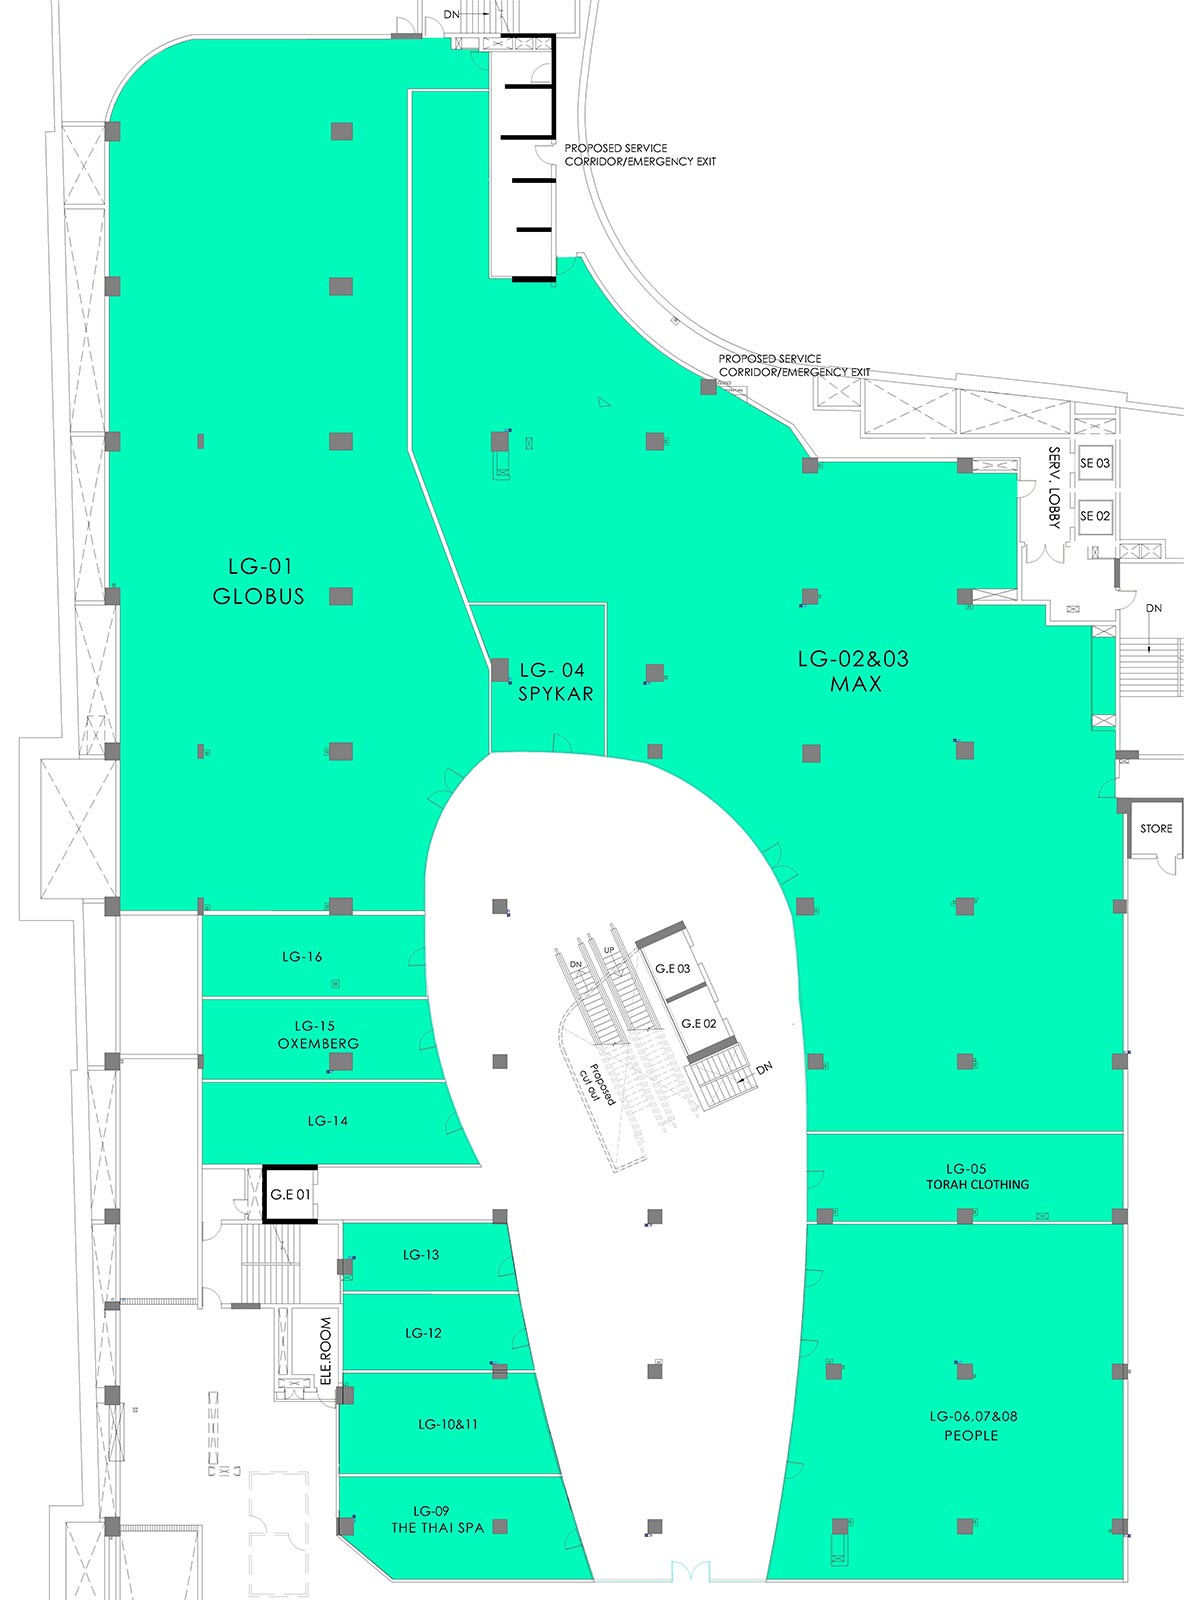 DN
PROPOSED SERVICE
CORRIDOR/EMERGENCY EXIT
PROPOSED SERVICE
CORRIDOR/EMERGENCY EXIT
SERV. LOBBY
SE 03
SE 02
DN
LG-01
GLOBUS
LG- 04
SPYKAR
LG-02&03
MAX
STORE
LG-16
LG-15
OXEMBERG
LG-14
DN
UP
G.E 03
G.E 02
DN
Proposed
cut out
LG-05
TORAH CLOTHING
G.E 01
LG-13
LG-12
ELE.ROOM
LG-10&11
LG-06,07&08
PEOPLE
LG-09
THE THAI SPA